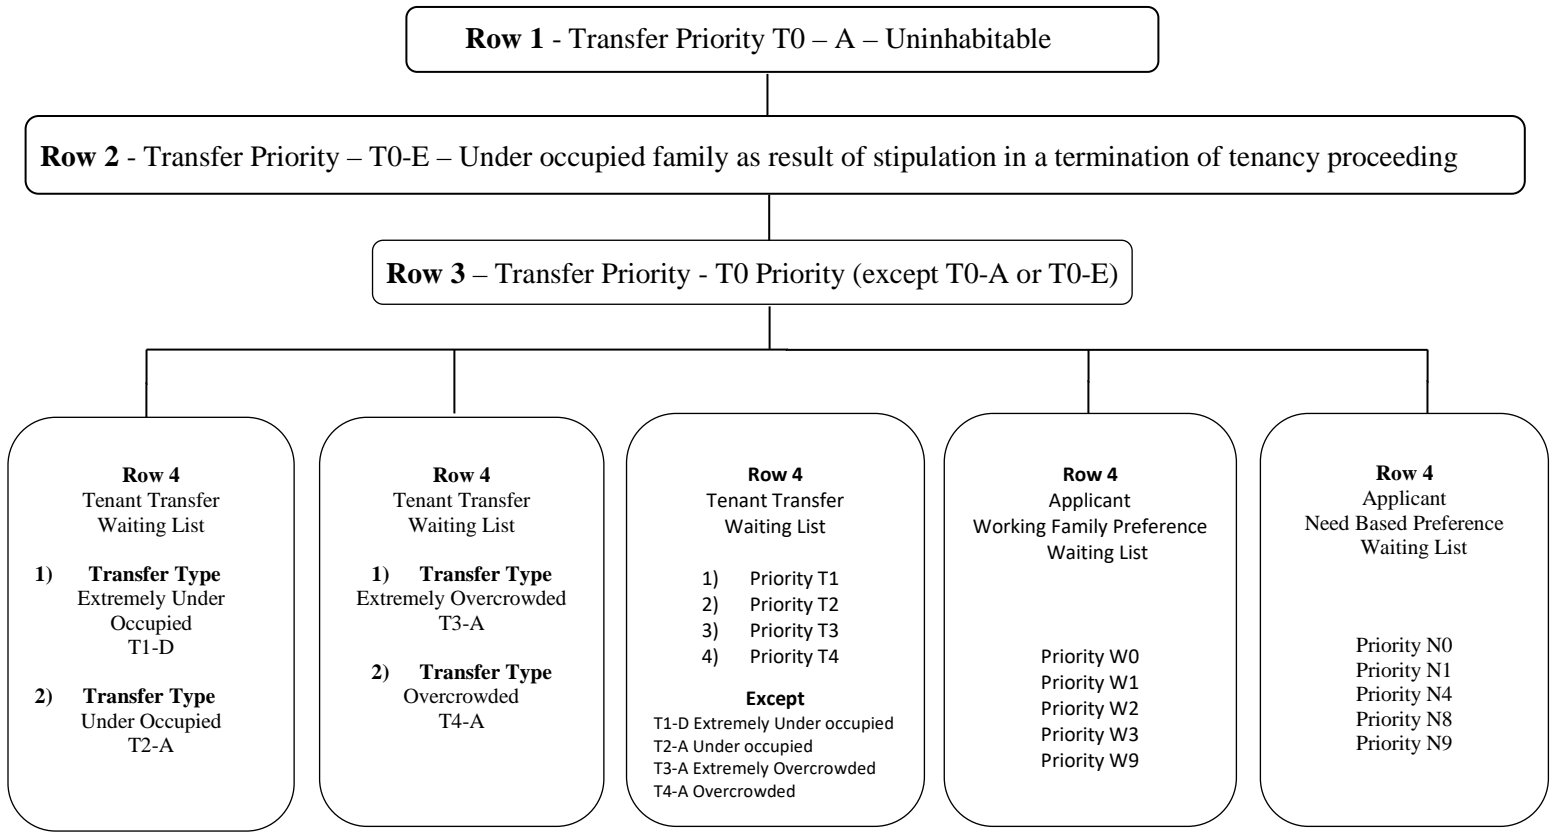 Row 1 - Transfer Priority T0 – A – Uninhabitable
Row 2 - Transfer Priority – T0-E – Under occupied family as result of stipulation in a termination of tenancy proceeding
Row 3 – Transfer Priority - T0 Priority (except T0-A or T0-E)
Row 4
Tenant Transfer
Waiting List
1) Transfer Type
Extremely Under
Occupied
T1-D
2) Transfer Type
Under Occupied
T2-A
Row 4
Tenant Transfer
Waiting List
1) Transfer Type
Extremely Overcrowded
T3-A
2) Transfer Type
Overcrowded
T4-A
Row 4
Tenant Transfer
Waiting List
1) Priority T1
2) Priority T2
3) Priority T3
4) Priority T4
Except
T1-D Extremely Under occupied
T2-A Under occupied
T3-A Extremely Overcrowded
T4-A Overcrowded
Row 4
Applicant
Working Family Preference
Waiting List
Priority W0
Priority W1
Priority W2
Priority W3
Priority W9
Row 4
Applicant
Need Based Preference
Waiting List
Priority N0
Priority N1
Priority N4
Priority N8
Priority N9